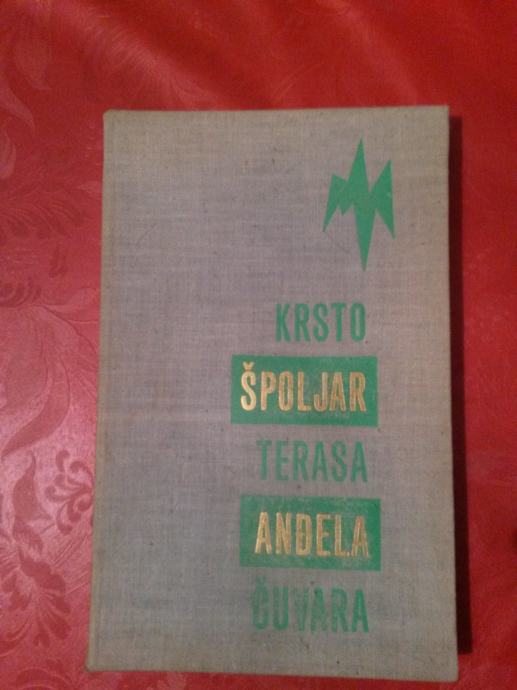 KRSTO
ŠPOLJAR
TERASA
ANĐELA
ČUVARA